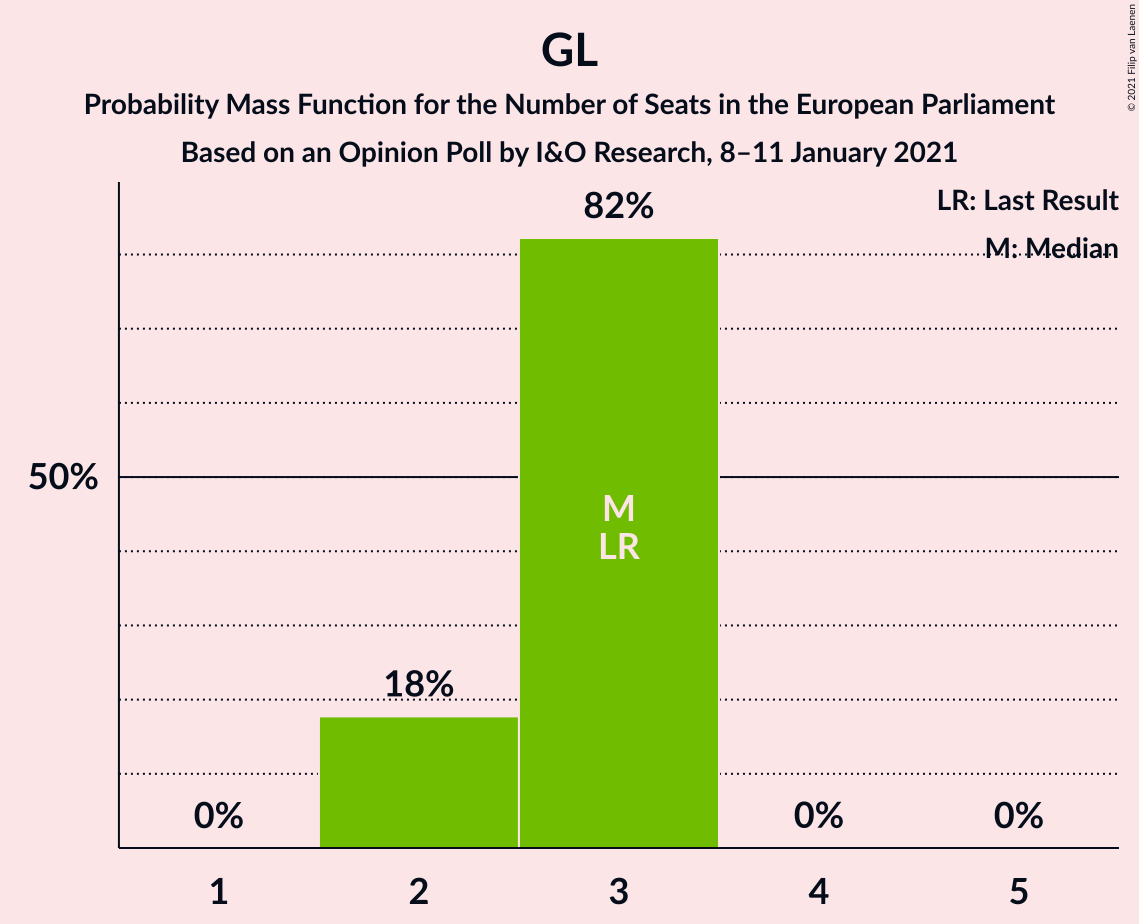 GL
Probability Mass Function for the Number of Seats in the European Parliament
Based on an Opinion Poll by I&O Research, 8–11 January 2021
© 2021 Filip van Laenen
LR: Last Result
M: Median
82%
50%
M
LR
18%
0%
0%
0%
1
2
3
4
5